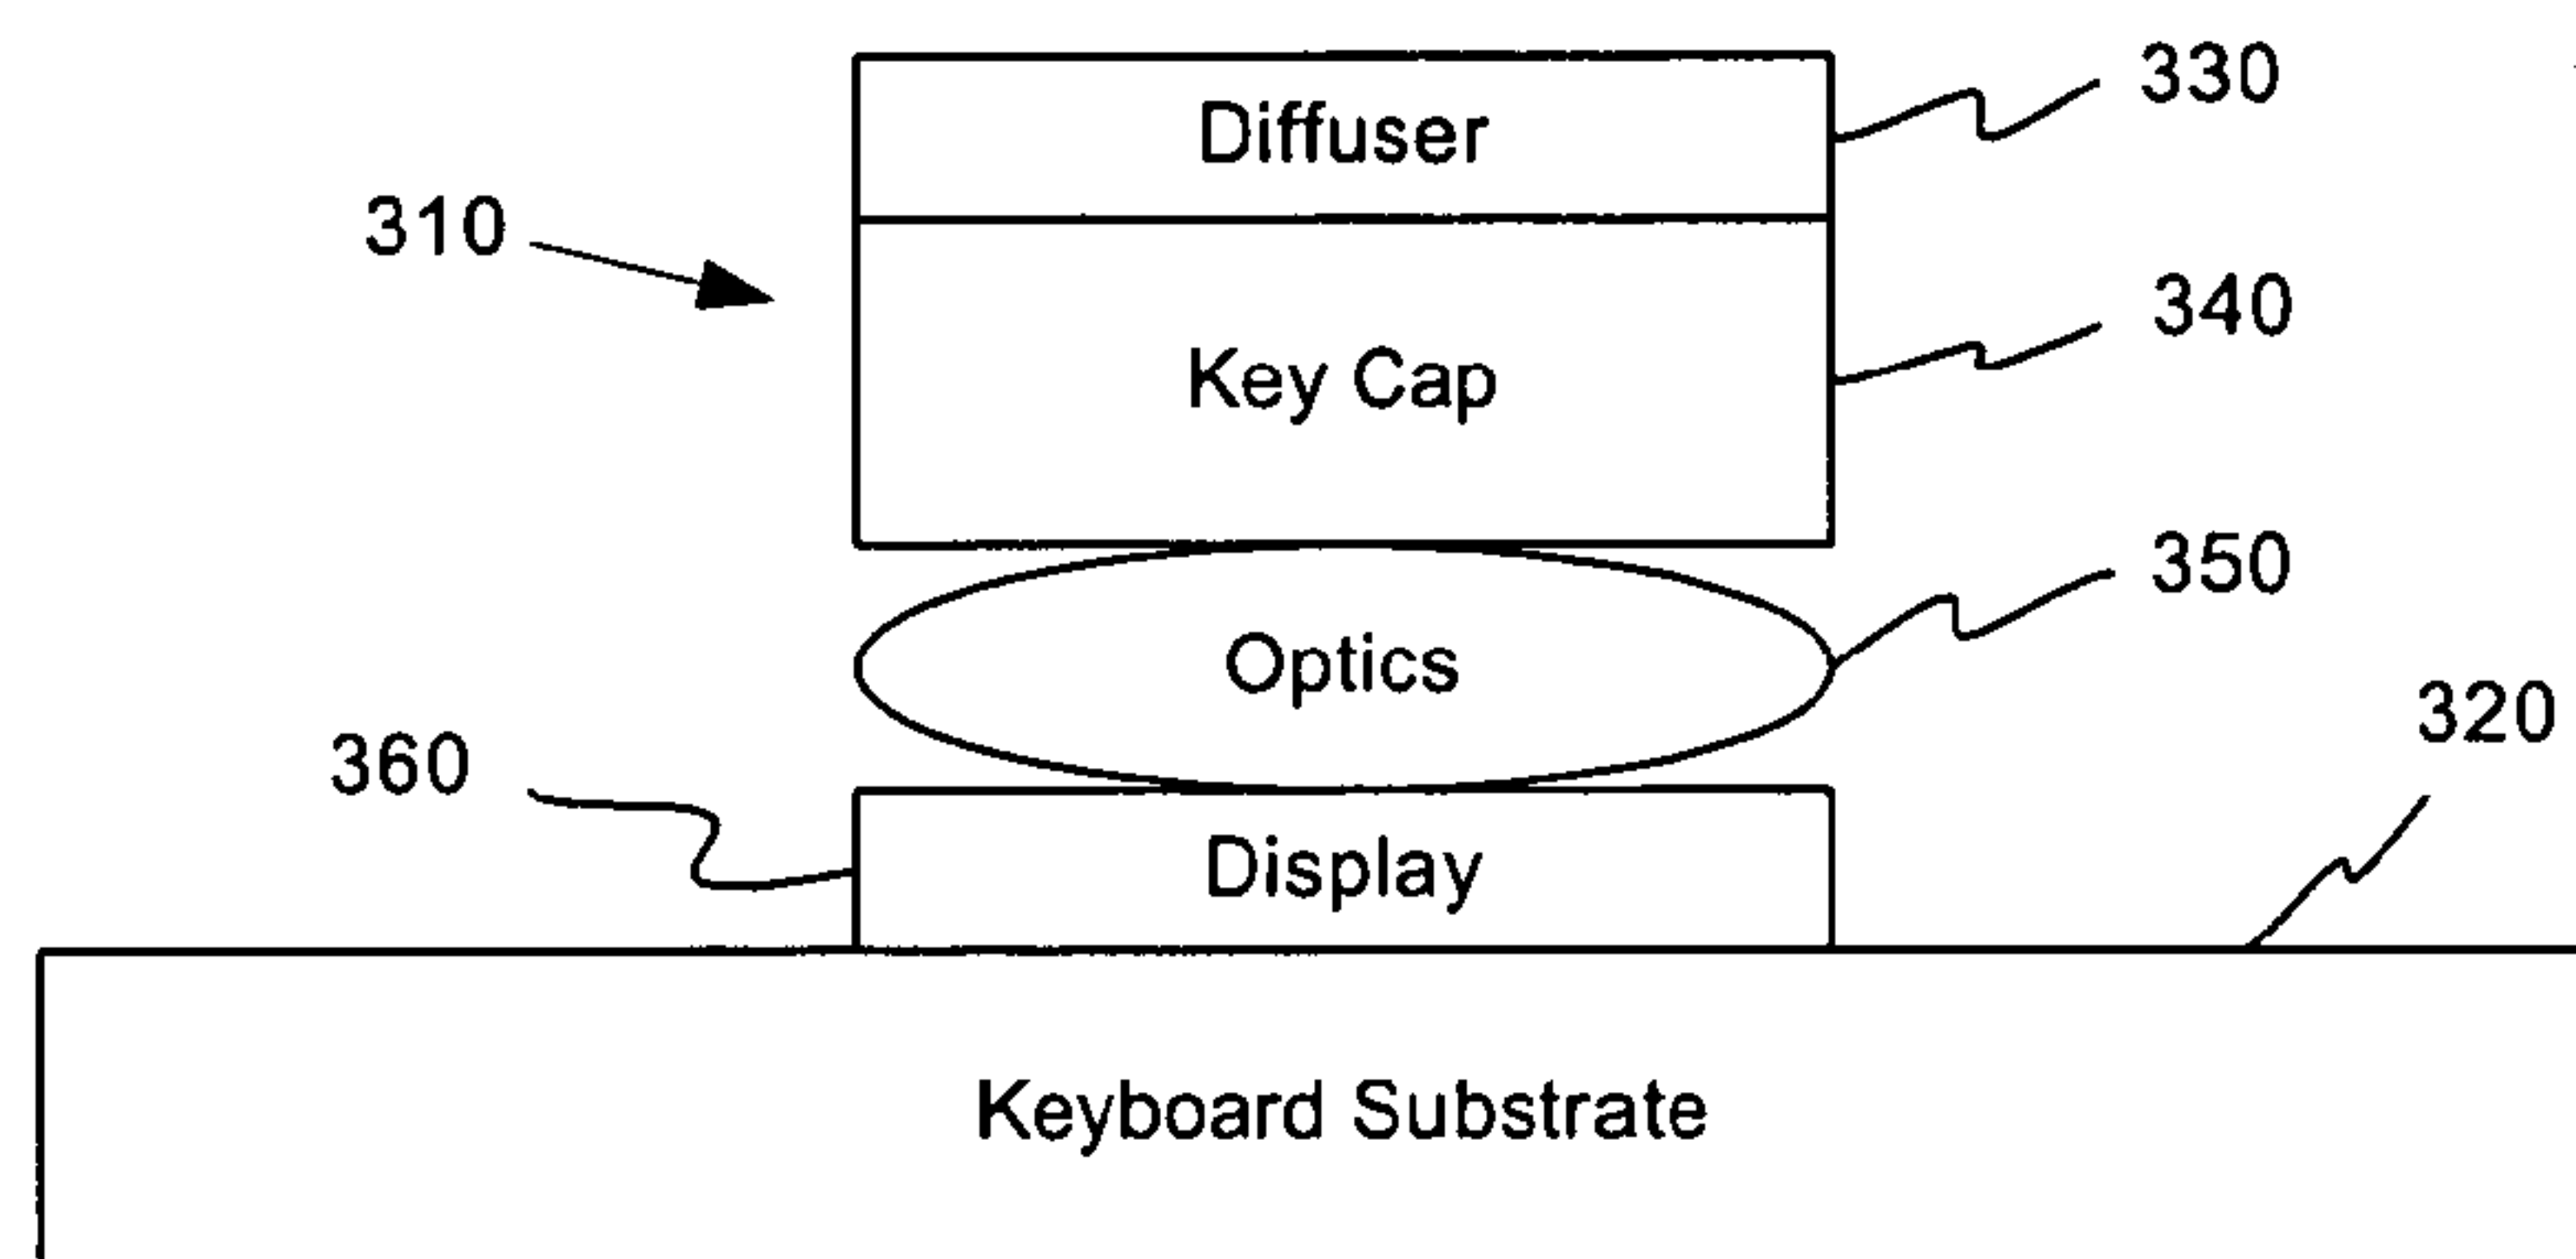 330
Diffuser
310
340
Key Cap
350
Optics
320
360
Display
Keyboard Substrate